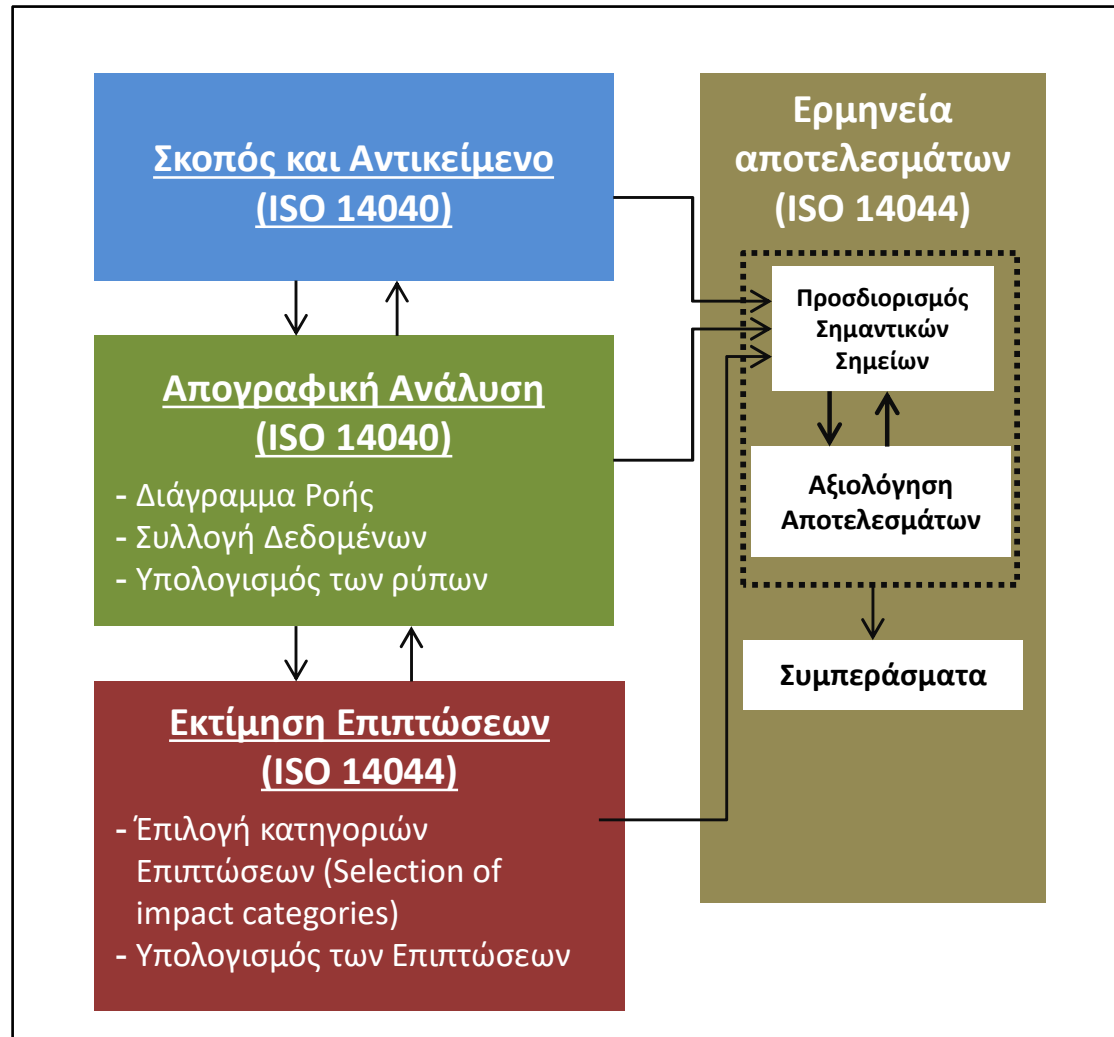 Σκοπός και Αντικείμενο
(ISO 14040)
Απογραφική Ανάλυση
(ISO 14040)
- Διάγραμμα Ροής
- Συλλογή Δεδομένων
- Υπολογισμός των ρύπων
Εκτίμηση Επιπτώσεων
(ISO 14044)
- Έπιλογή κατηγοριών
Επιπτώσεων (Selection of
impact categories)
- Υπολογισμός των Επιπτώσεων
Ερμηνεία
αποτελεσμάτων
(ISO 14044)
Προσδιορισμός
Σημαντικών
Σημείων
Αξιολόγηση
Αποτελεσμάτων
Συμπεράσματα